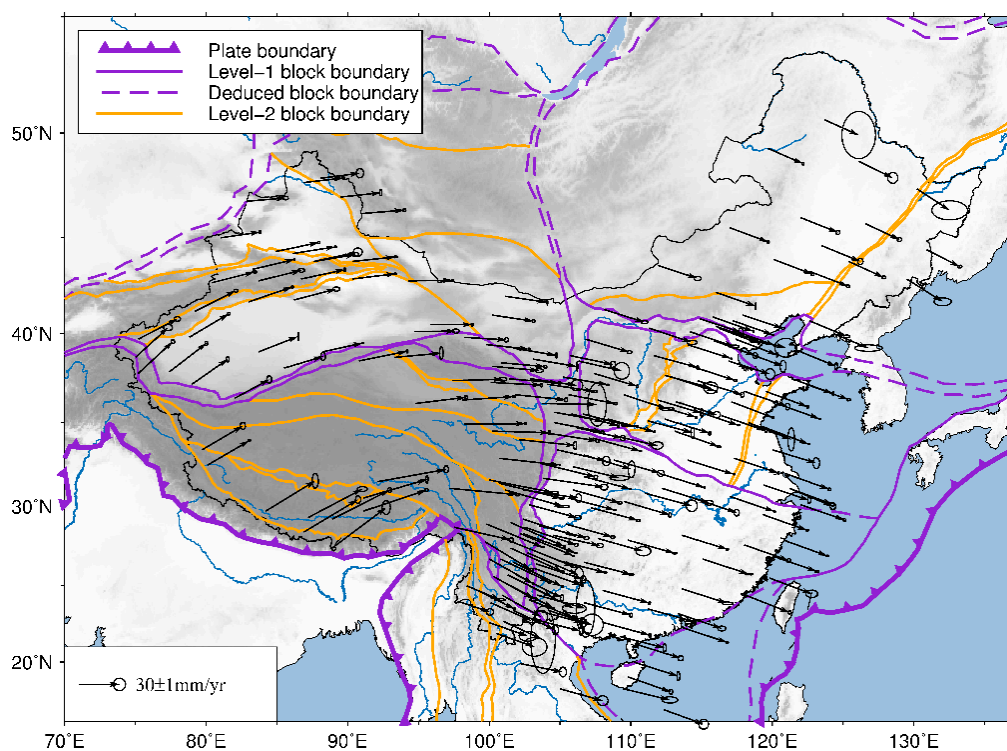 Plate boundary
Level-1 block boundary
Deduced block boundary
Level-2 block boundary
50°N
40°N
30°N
20°N
30±1mm/yr
70°E 80°E 90°E 100°E 110°E 120°E 130°E